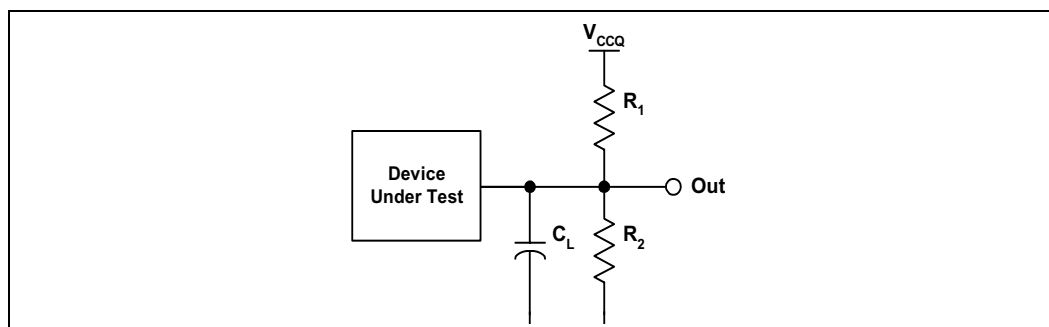 V_CCQ
R_1
Device
Under Test
Out
C_L
R_2